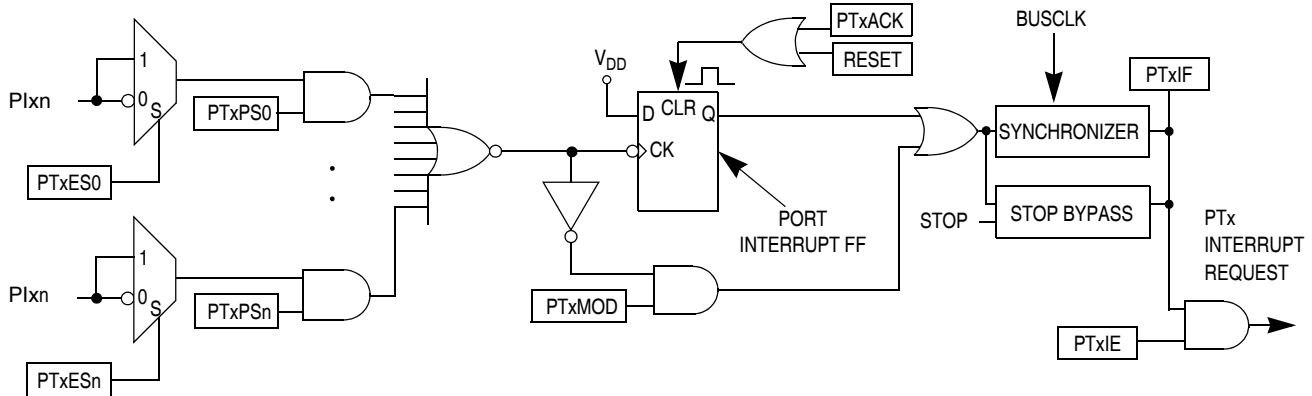 PTxACK
RESET
BUSCLK
PTxIF
VDD
PIxn
1
0
S
PTxPS0
PTxES0
D CLR Q
CK
SYNCHRONIZER
STOP BYPASS
STOP
PORT
INTERRUPT FF
PTx
INTERRUPT
REQUEST
PIxn
1
0
S
PTxPSn
PTxESn
PTxMOD
PTxIE